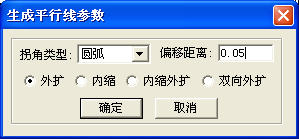 生成平行线参数
拐角类型: 圆弧 偏移距离: 0.05
外扩 内缩 内缩外扩 双向外扩
确定 取消